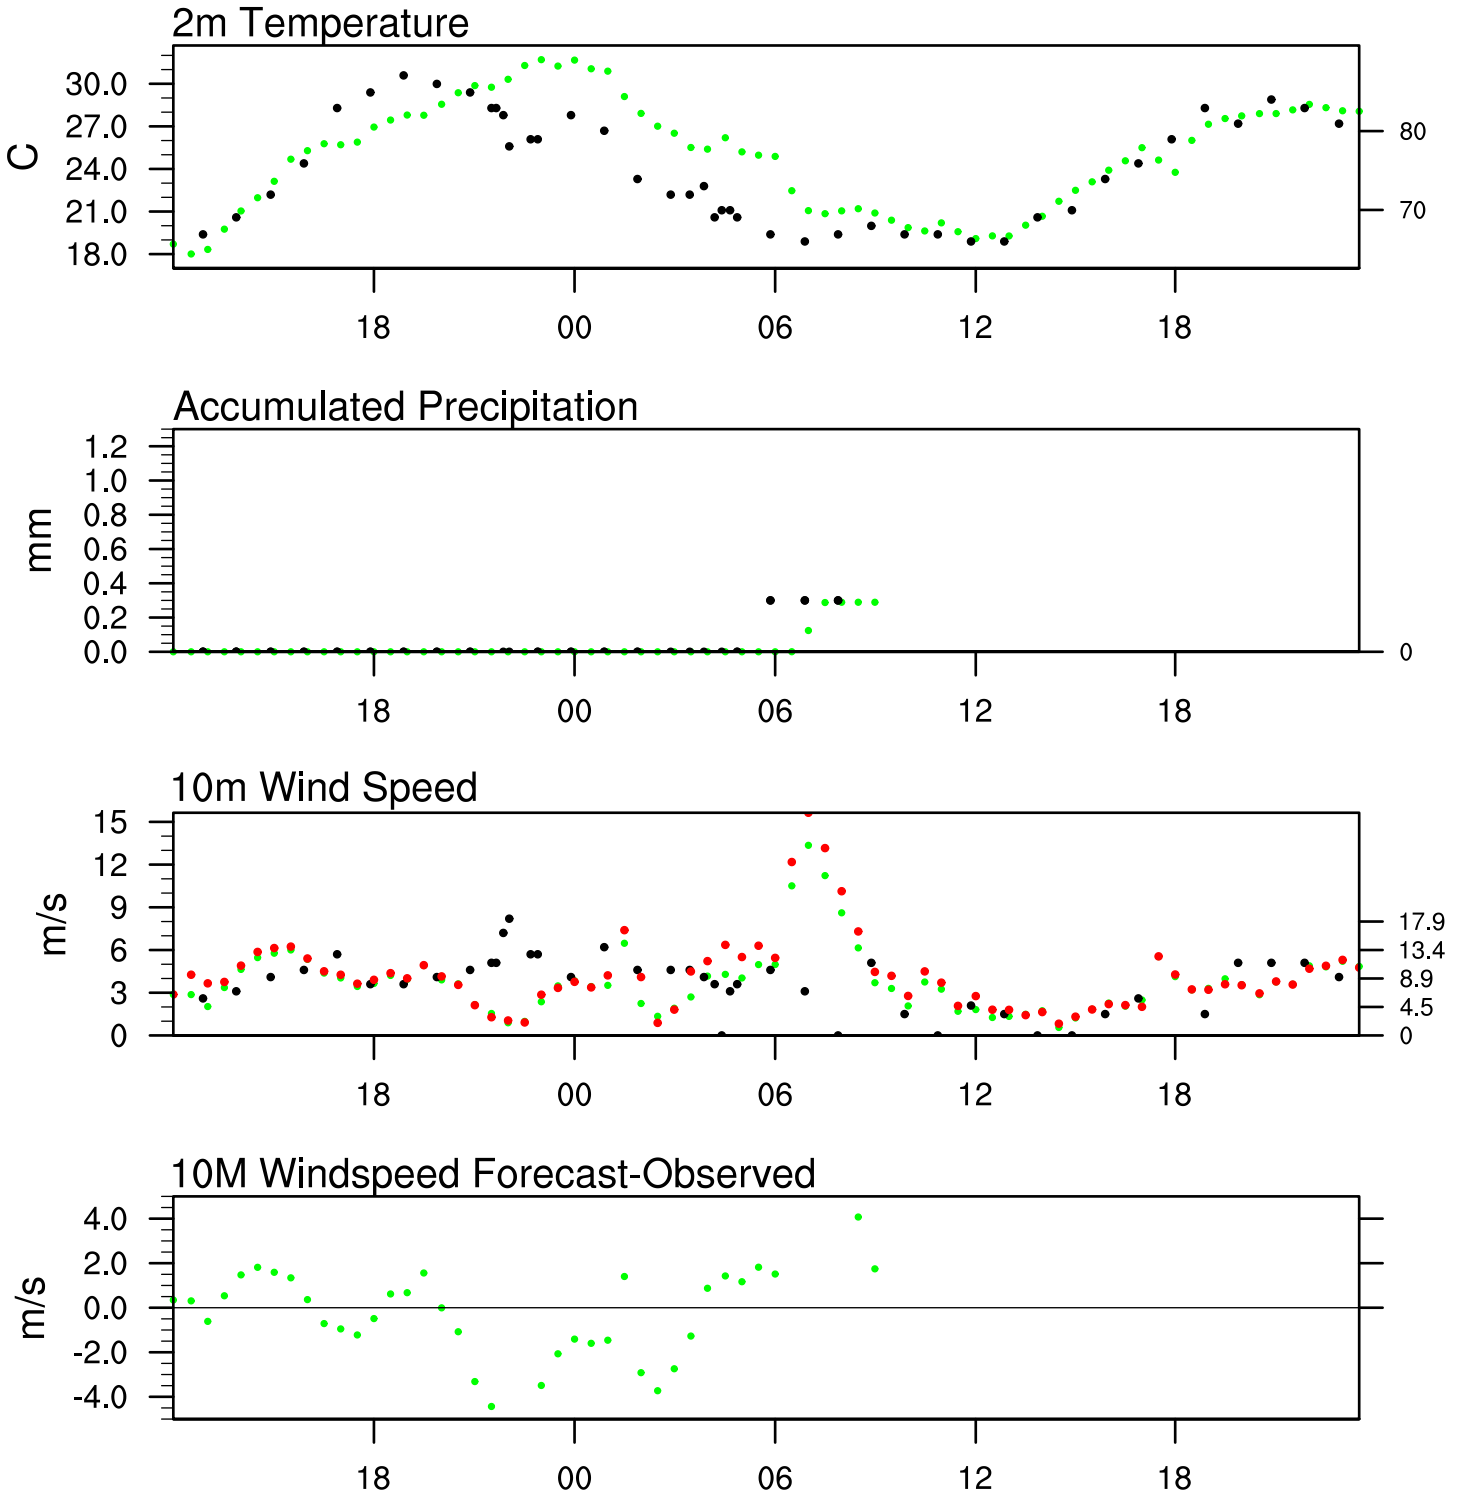 2m Temperature
C
30.0
27.0
24.0
21.0
18.0
80
70
18 00 06 12 18
Accumulated Precipitation
mm
1.2
1.0
0.8
0.6
0.4
0.2
0.0
0
18 00 06 12 18
10m Wind Speed
m/s
15
12
9
6
3
0
17.9
13.4
8.9
4.5
0
18 00 06 12 18
10M Windspeed Forecast-Observed
m/s
4.0
2.0
0.0
-2.0
-4.0
18 00 06 12 18